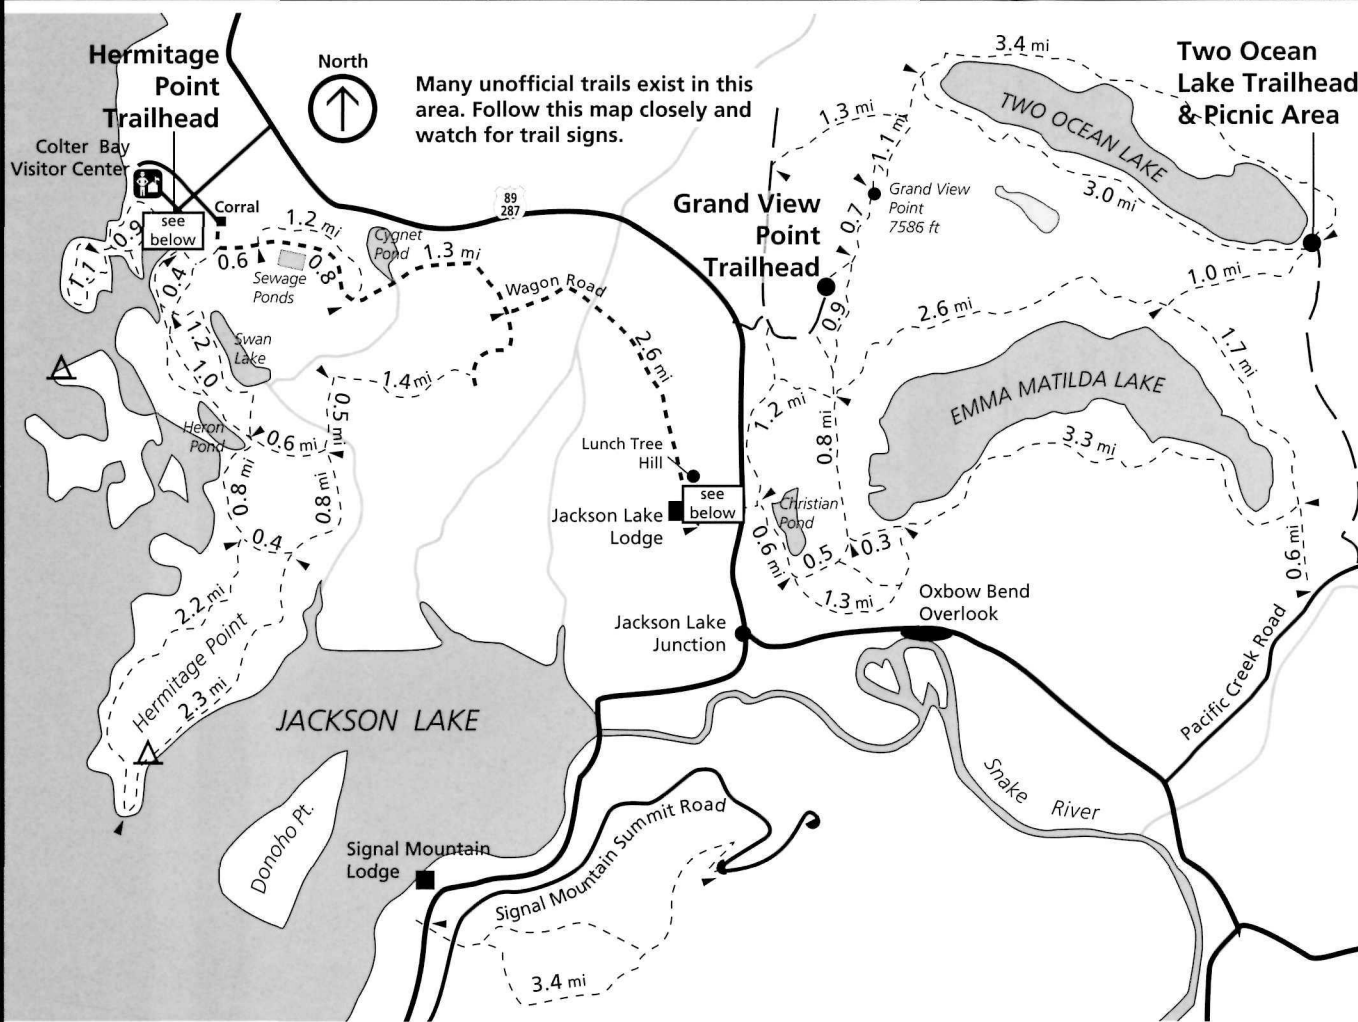 Hermitage
Point
Trailhead
North
Many unofficial trails exist in this
area. Follow this map closely and
watch for trail signs.
3.4 mi
Two Ocean
Lake Trailhead
& Picnic Area
TWO OCEAN LAKE
1.3 mi
1.1 mi
3.0 mi
Colter Bay
Visitor Center
Corral
see
below
0.9
1.1
89
287
Grand View
Point
Trailhead
Grand View
Point
7586 ft
0.7
1.2 mi
Cygnet
Pond
1.3 mi
0.6
0.8
0.4
Sewage
Ponds
Wagon Road
0.9
2.6 mi
1.0 mi
1.2
1.0
Swan
Lake
1.4 mi
2.6 mi
1.7 mi
EMMA MATILDA LAKE
Heron
Pond
0.5 mi
0.6 mi
1.2 mi
0.8 mi
3.3 mi
Lunch Tree
Hill
see
below
Jackson Lake
Lodge
Christian
Pond
0.8 mi
0.8 mi
0.4
0.6 mi
0.5
0.3
0.6 mi
1.3 mi
Oxbow Bend
Overlook
Jackson Lake
Junction
2.2 mi
Hermitage Point
2.3 mi
JACKSON LAKE
Pacific Creek Road
Snake River
Donoho Pt.
Signal Mountain
Lodge
Signal Mountain Summit Road
3.4 mi